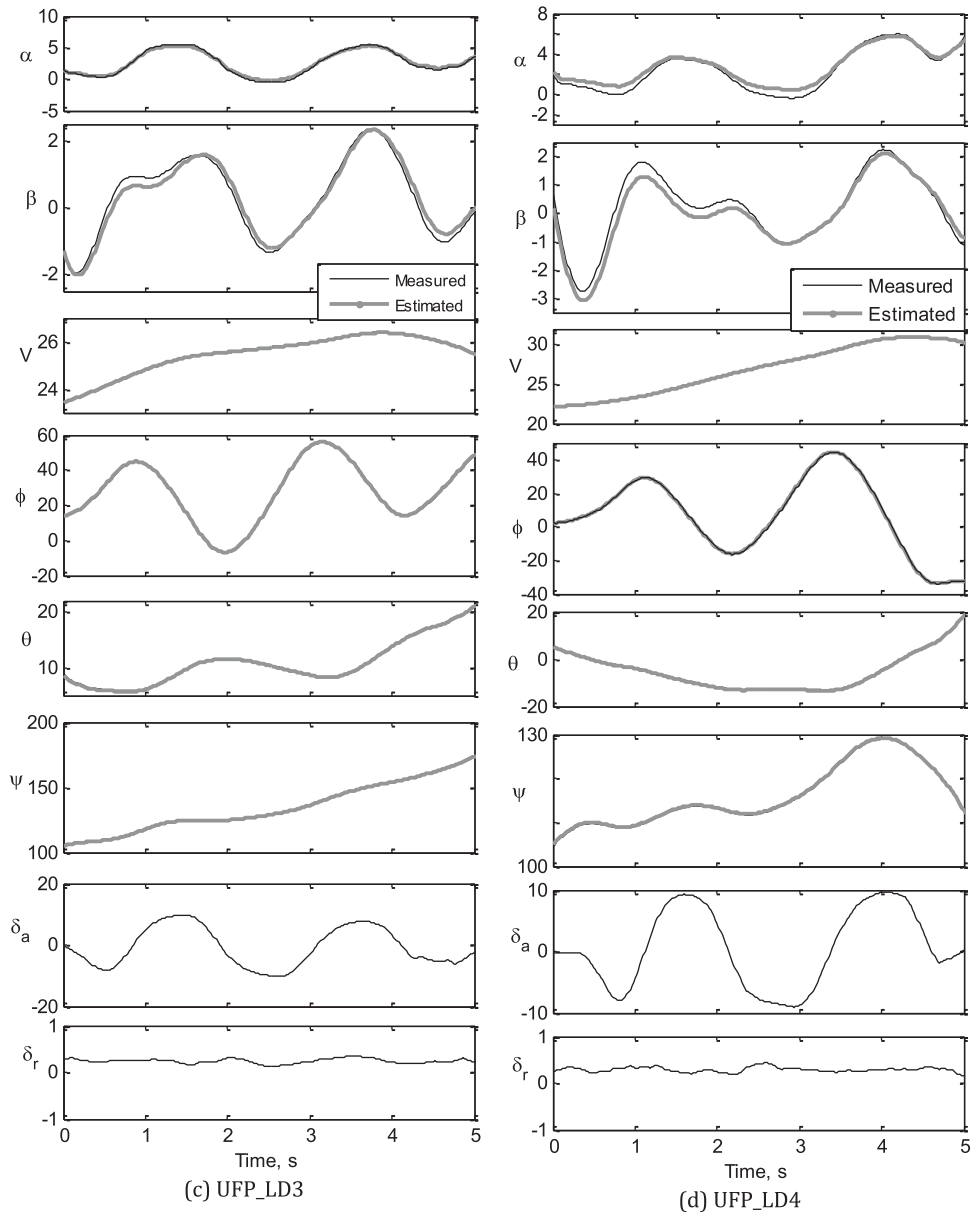 10
5
0
-5
α
2
0
-2
β
Measured
Estimated
26
24
V
60
40
20
0
-20
ϕ
20
10
θ
200
150
100
ψ
20
0
-20
δa
1
0
-1
δr
0 1 2 3 4 5
Time, s
(c) UFP_LD3
8
4
0
α
2
1
0
-1
-2
-3
β
Measured
Estimated
30
25
20
V
40
20
0
-20
-40
ϕ
20
0
-20
θ
130
100
ψ
10
0
-10
δa
1
0
-1
δr
0 1 2 3 4 5
Time, s
(d) UFP_LD4